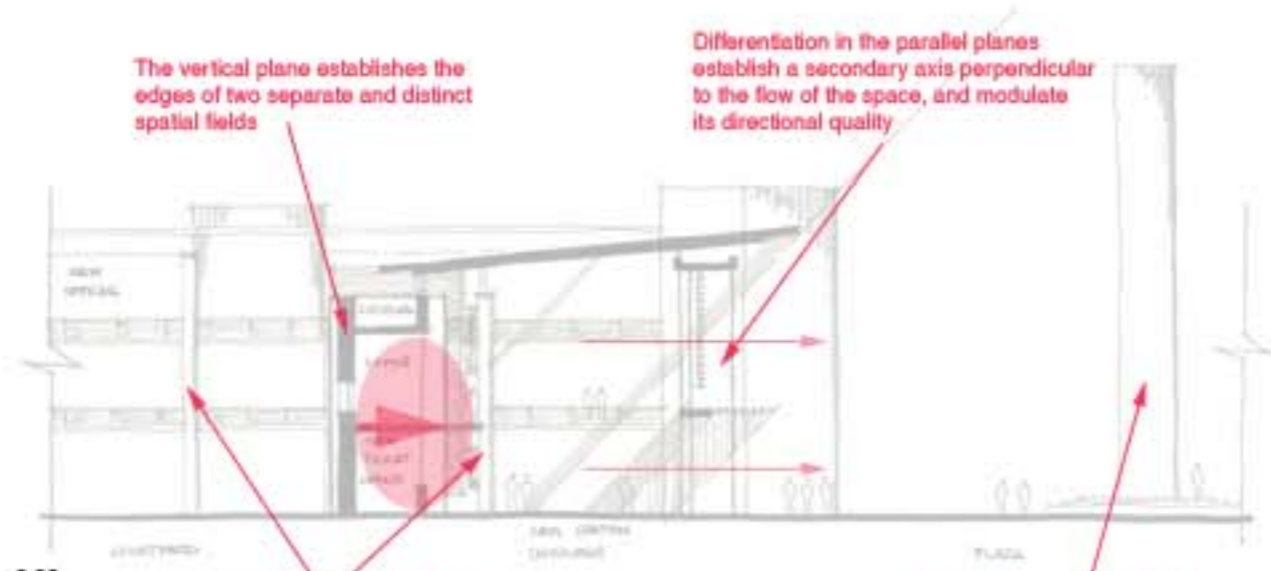 The vertical plane establishes the
edges of two separate and distinct
spatial fields
Differentiation in the parallel planes
establish a secondary axis perpendicular
to the flow of the space, and modulate
its directional quality
NEW
OFFICES
COURTYARD
PLAZA